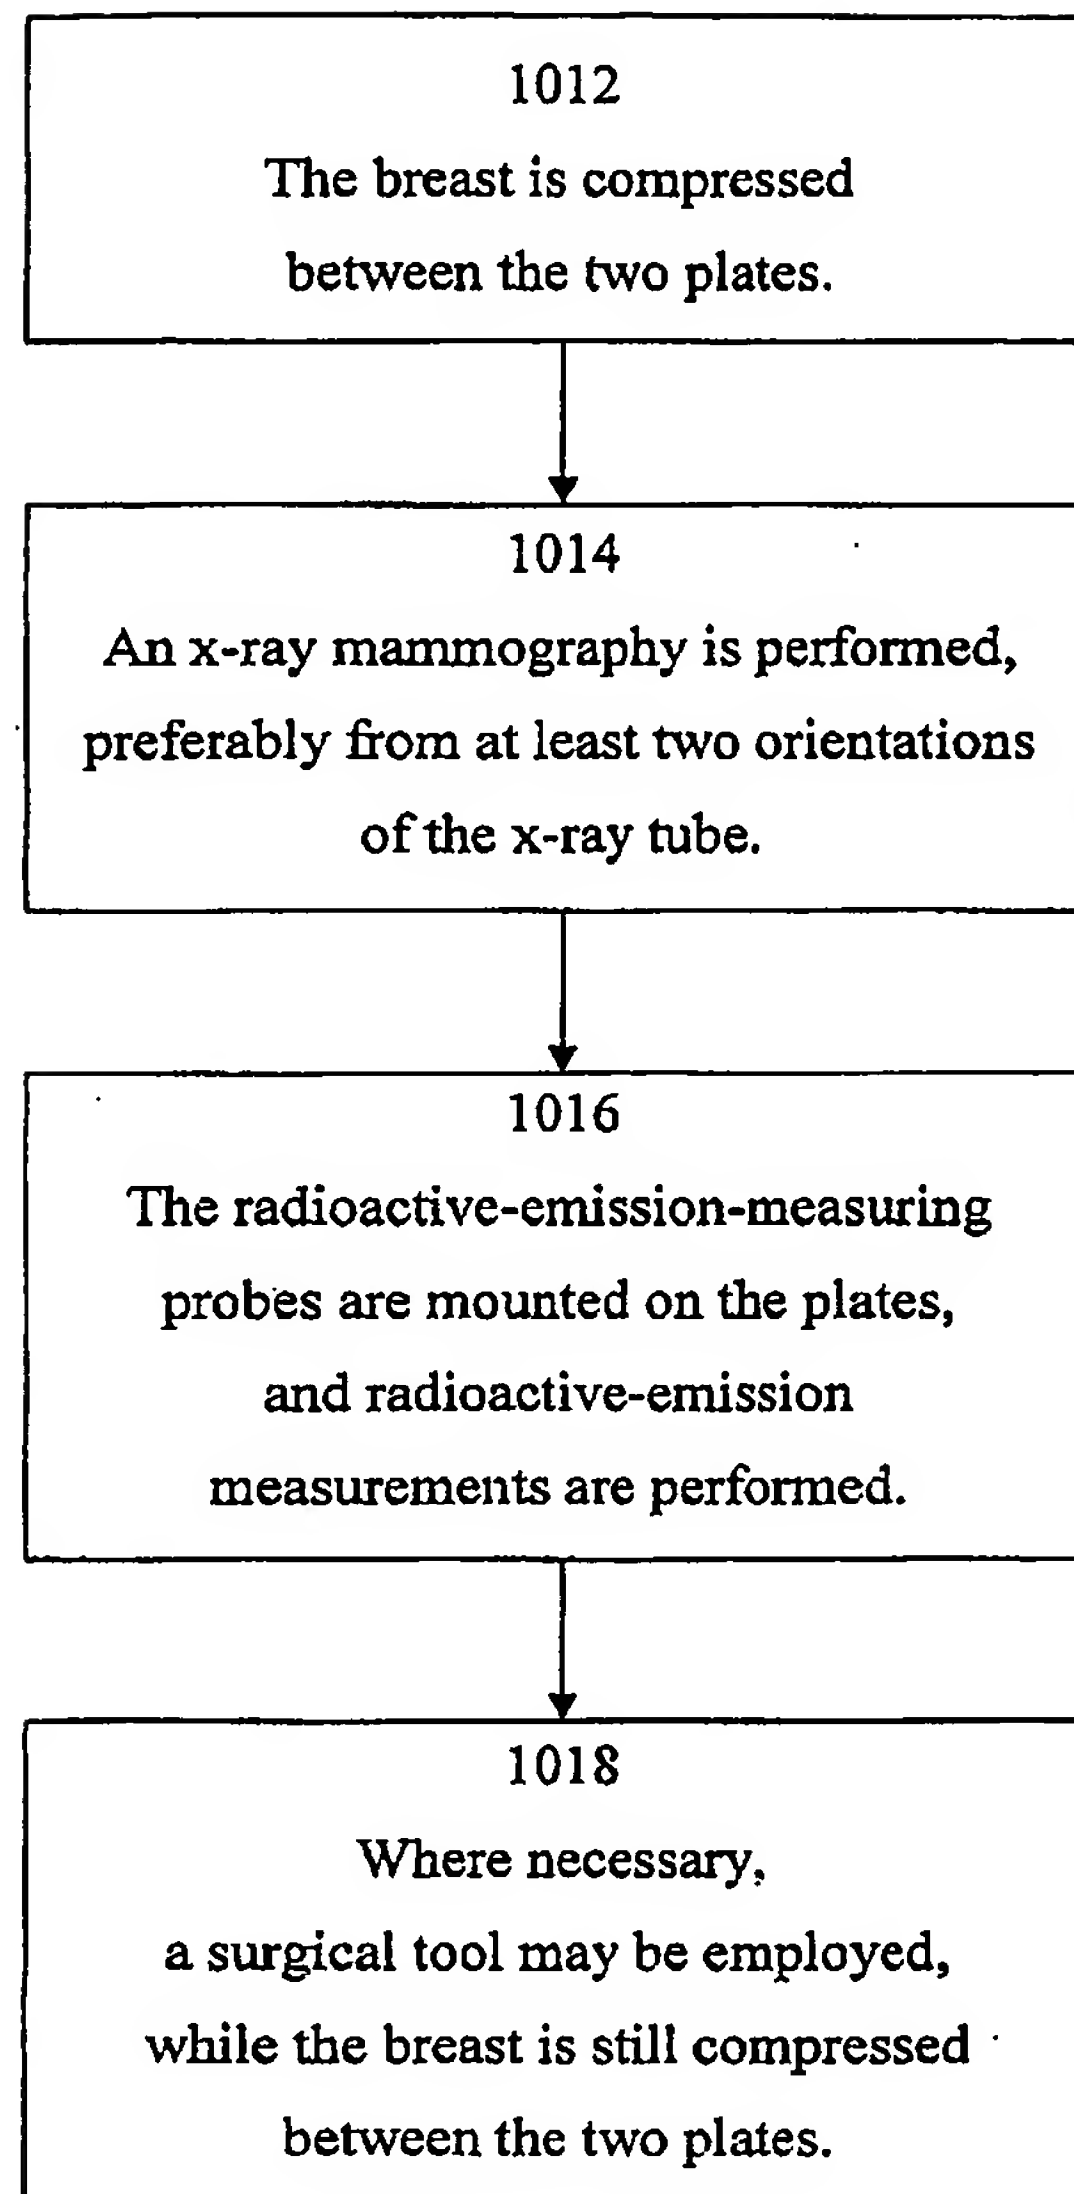 1012
The breast is compressed
between the two plates.
1014
An x-ray mammography is performed,
preferably from at least two orientations
of the x-ray tube.
1016
The radioactive-emission-measuring
probes are mounted on the plates,
and radioactive-emission
measurements are performed.
1018
Where necessary,
a surgical tool may be employed,
while the breast is still compressed
between the two plates.